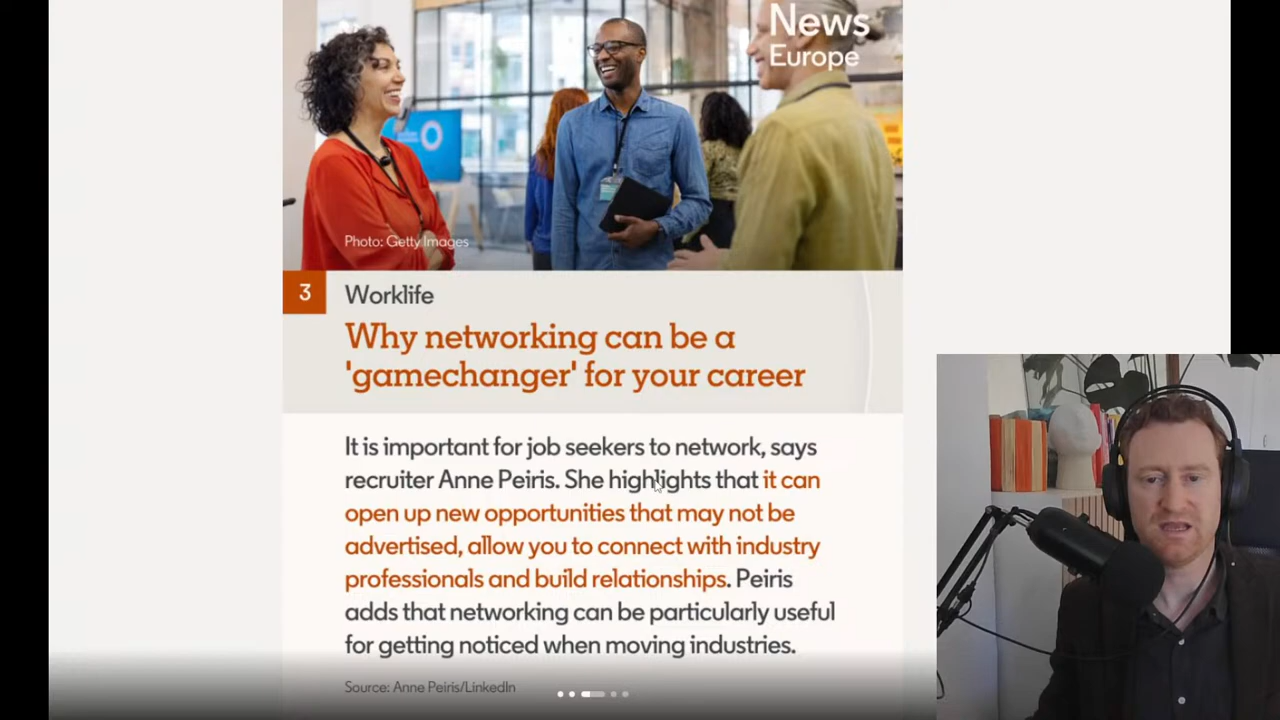 News
Europe
Photo: Getty Images
3
Worklife
Why networking can be a
'gamechanger' for your career
It is important for job seekers to network, says
recruiter Anne Peiris. She highlights that it can
open up new opportunities that may not be
advertised, allow you to connect with industry
professionals and build relationships. Peiris
adds that networking can be particularly useful
for getting noticed when moving industries.
Source: Anne Peiris/LinkedIn